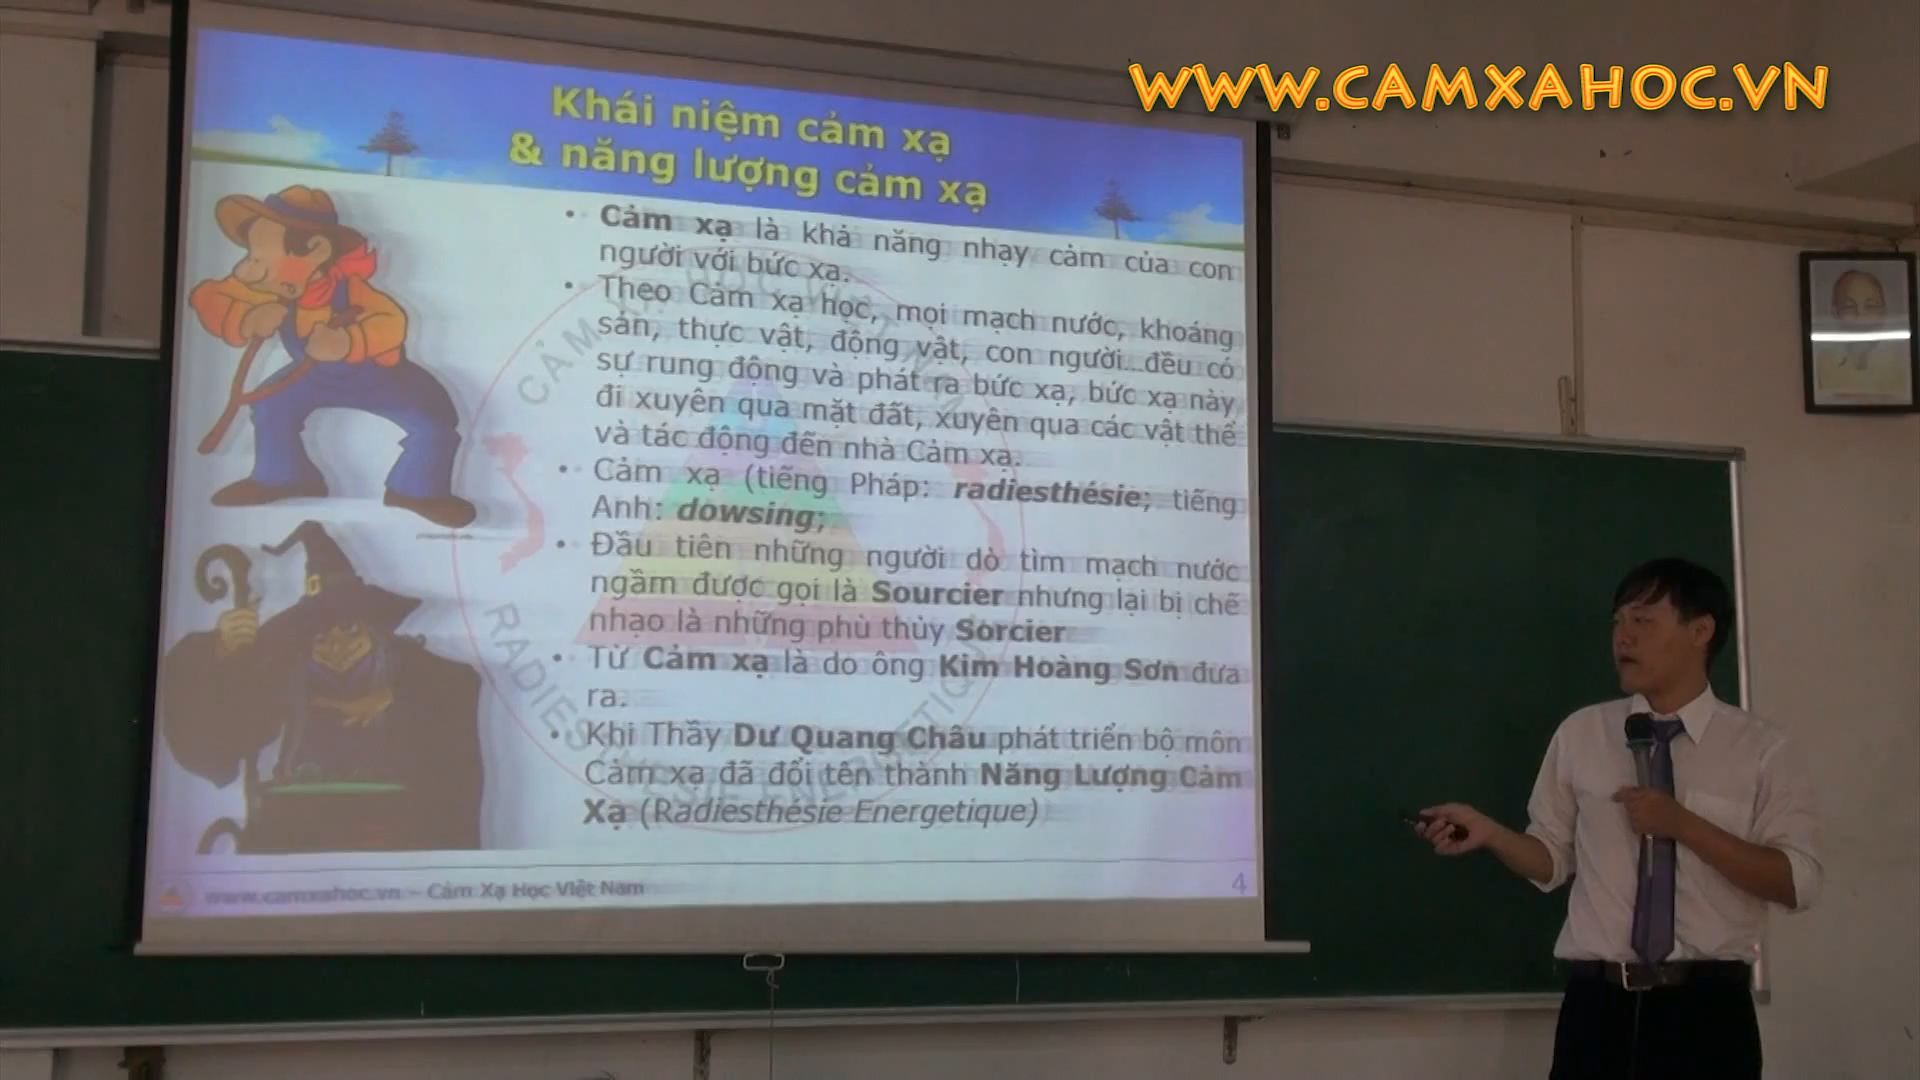 WWW.CAMXAHOC.VN
Khái niệm cảm xạ
& năng lượng cảm xạ
• Cảm xạ là khả năng nhạy cảm của con
người với bức xạ.
• Theo Cảm xạ học, mọi mạch nước, khoáng
sản, thực vật, động vật, con người...đều có
sự rung động và phát ra bức xạ, bức xạ này
đi xuyên qua mặt đất, xuyên qua các vật thể
và tác động đến nhà Cảm xạ.
• Cảm xạ (tiếng Pháp: radiesthésie; tiếng
Anh: dowsing;
• Đầu tiên những người dò tìm mạch nước
ngầm được gọi là Sourcier nhưng lại bị chế
nhạo là những phù thủy Sorcier
• Từ Cảm xạ là do ông Kim Hoàng Sơn đưa
ra.
• Khi Thầy Dư Quang Châu phát triển bộ môn
Cảm xạ đã đổi tên thành Năng Lượng Cảm
Xạ (Radiesthésie Energetique)
www.camxahoc.vn – Cảm Xạ Học Việt Nam
4